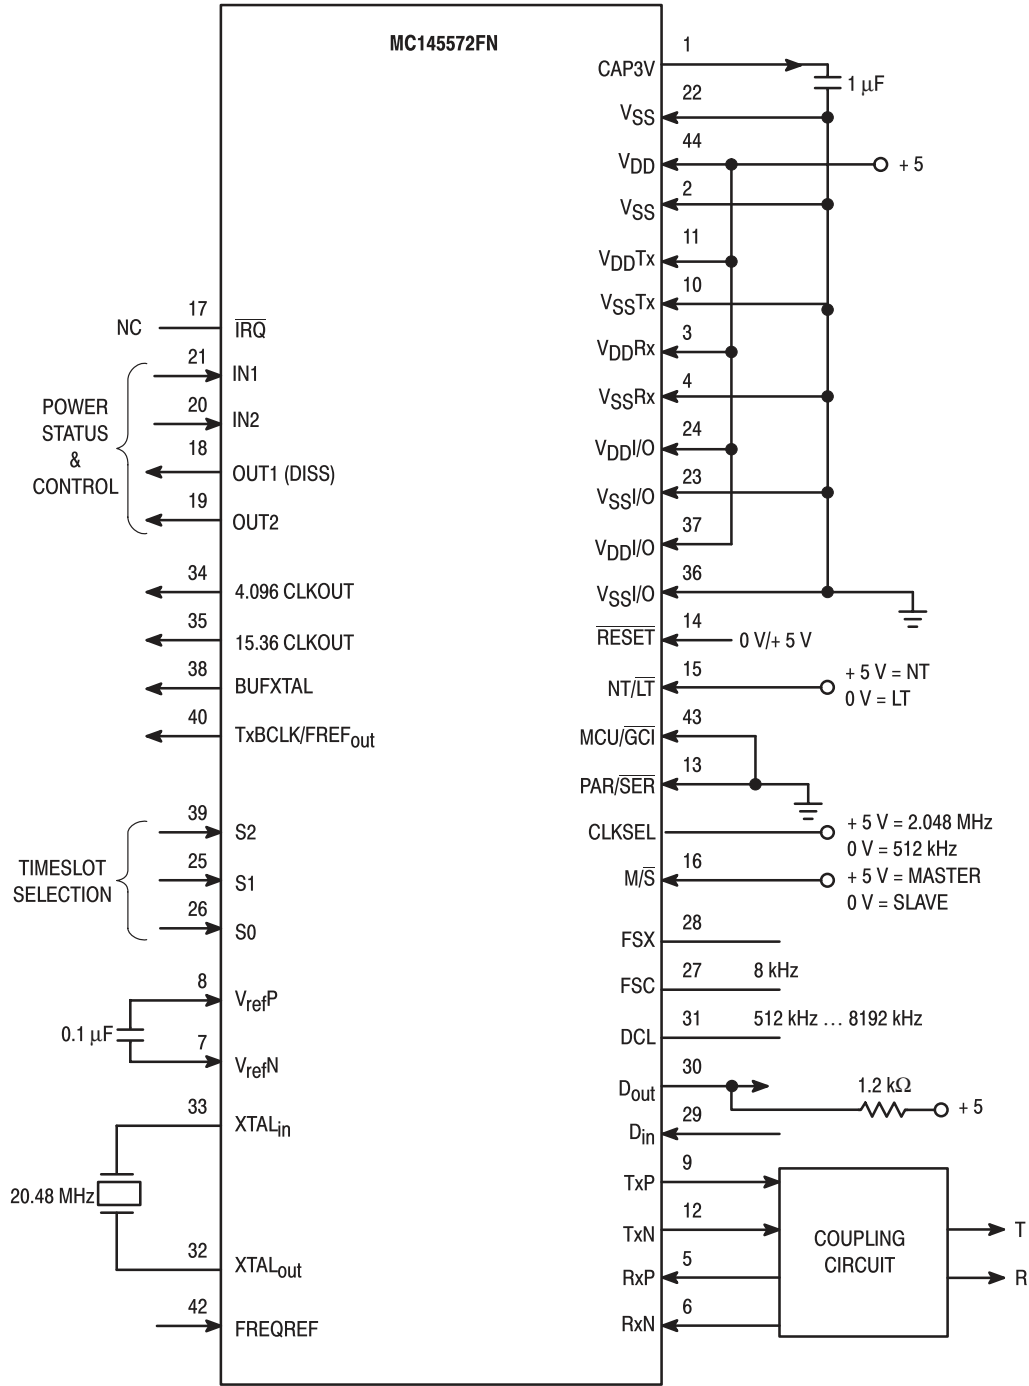 MC145572FN
NC 17 IRQ
21 IN1
20 IN2
18 OUT1 (DISS)
19 OUT2
POWER
STATUS
&
CONTROL
34 4.096 CLKOUT
35 15.36 CLKOUT
38 BUFXTAL
40 TxBCLK/FREFout
39 S2
25 S1
26 S0
TIMESLOT
SELECTION
8 VrefP
0.1 μF
7 VrefN
33 XTALin
20.48 MHz
32 XTALout
42 FREQREF
CAP3V 1
1 μF
VSS 22
VDD 44 + 5
VSS 2
VDDTx 11
VSSTx 10
VDDRx 3
VSSRx 4
VDDI/O 24
VSSI/O 23
VDDI/O 37
VSSI/O 36
RESET 14 0 V/+ 5 V
NT/LT 15 + 5 V = NT
0 V = LT
MCU/GCI 43
PAR/SER 13
CLKSEL + 5 V = 2.048 MHz
0 V = 512 kHz
M/S 16 + 5 V = MASTER
0 V = SLAVE
FSX 28
FSC 27 8 kHz
DCL 31 512 kHz … 8192 kHz
Dout 30 1.2 kΩ + 5
Din 29
TxP 9
TxN 12
RxP 5
RxN 6
COUPLING
CIRCUIT
T
R